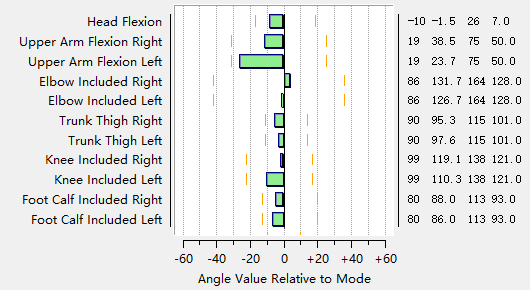 Head Flexion -10 -1.5 26 7.0
Upper Arm Flexion Right 19 38.5 75 50.0
Upper Arm Flexion Left 19 23.7 75 50.0
Elbow Included Right 86 131.7 164 128.0
Elbow Included Left 86 126.7 164 128.0
Trunk Thigh Right 90 95.3 115 101.0
Trunk Thigh Left 90 97.6 115 101.0
Knee Included Right 99 119.1 138 121.0
Knee Included Left 99 110.3 138 121.0
Foot Calf Included Right 80 88.0 113 93.0
Foot Calf Included Left 80 86.0 113 93.0
-60 -40 -20 0 +20 +40 +60
Angle Value Relative to Mode